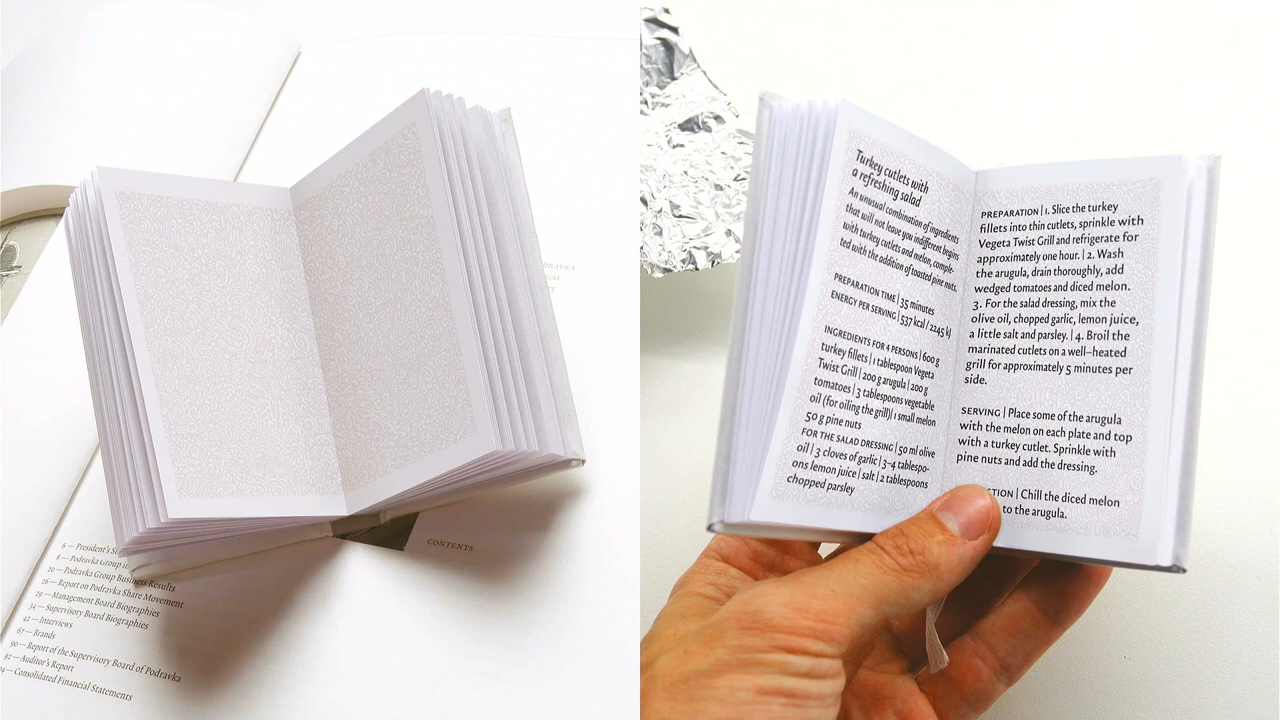 DRAVKA
CONTENTS
6 — President's
8 — Podravka Group
20 — Podravka Group Business Results
26 — Report on Podravka Share Movement
29 — Management Board Biographies
34 — Supervisory Board Biographies
42 — Interviews
67 — Brands
90 — Report of the Supervisory Board of Podravka
92 — Auditor's Report
— Consolidated Financial Statements
Turkey cutlets with
a refreshing salad
An unusual combination of ingredients
that will not leave you indifferent begins
with turkey cutlets and melon, comple-
ted with the addition of toasted pine nuts.
PREPARATION TIME | 35 minutes
ENERGY PER SERVING | 537 kcal / 2245 kJ
INGREDIENTS FOR 4 PERSONS | 600 g
turkey fillets | 1 tablespoon Vegeta
Twist Grill | 200 g arugula | 200 g
tomatoes | 3 tablespoons vegetable
oil (for oiling the grill)| 1 small melon
50 g pine nuts
FOR THE SALAD DRESSING | 50 ml olive
oil | 3 cloves of garlic | 3–4 tablespo-
ons lemon juice | salt | 2 tablespoons
chopped parsley
PREPARATION | 1. Slice the turkey
fillets into thin cutlets, sprinkle with
Vegeta Twist Grill and refrigerate for
approximately one hour. | 2. Wash
the arugula, drain thoroughly, add
wedged tomatoes and diced melon.
3. For the salad dressing, mix the
olive oil, chopped garlic, lemon juice,
a little salt and parsley. | 4. Broil the
marinated cutlets on a well–heated
grill for approximately 5 minutes per
side.
SERVING | Place some of the arugula
with the melon on each plate and top
with a turkey cutlet. Sprinkle with
pine nuts and add the dressing.
STION | Chill the diced melon
to the arugula.